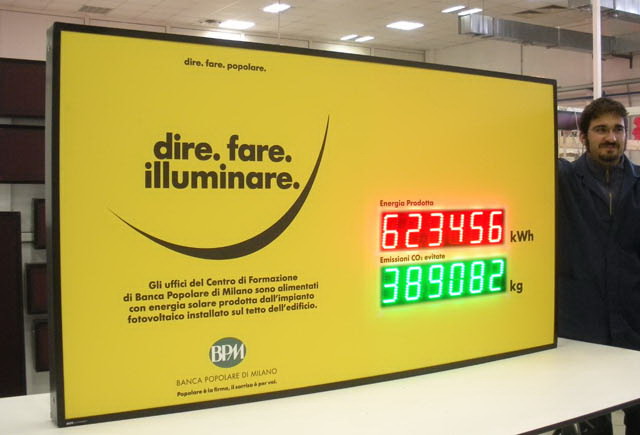 dire. fare. popolare.
dire. fare.
illuminare.
Energia Prodotta
623456 kWh
Emissioni CO₂ evitate
389082 kg
Gli uffici del Centro di Formazione
di Banca Popolare di Milano sono alimentati
con energia solare prodotta dall'impianto
fotovoltaico installato sul tetto dell'edificio.
BPM
BANCA POPOLARE DI MILANO
Popolare è la firma, il sorriso è per voi.